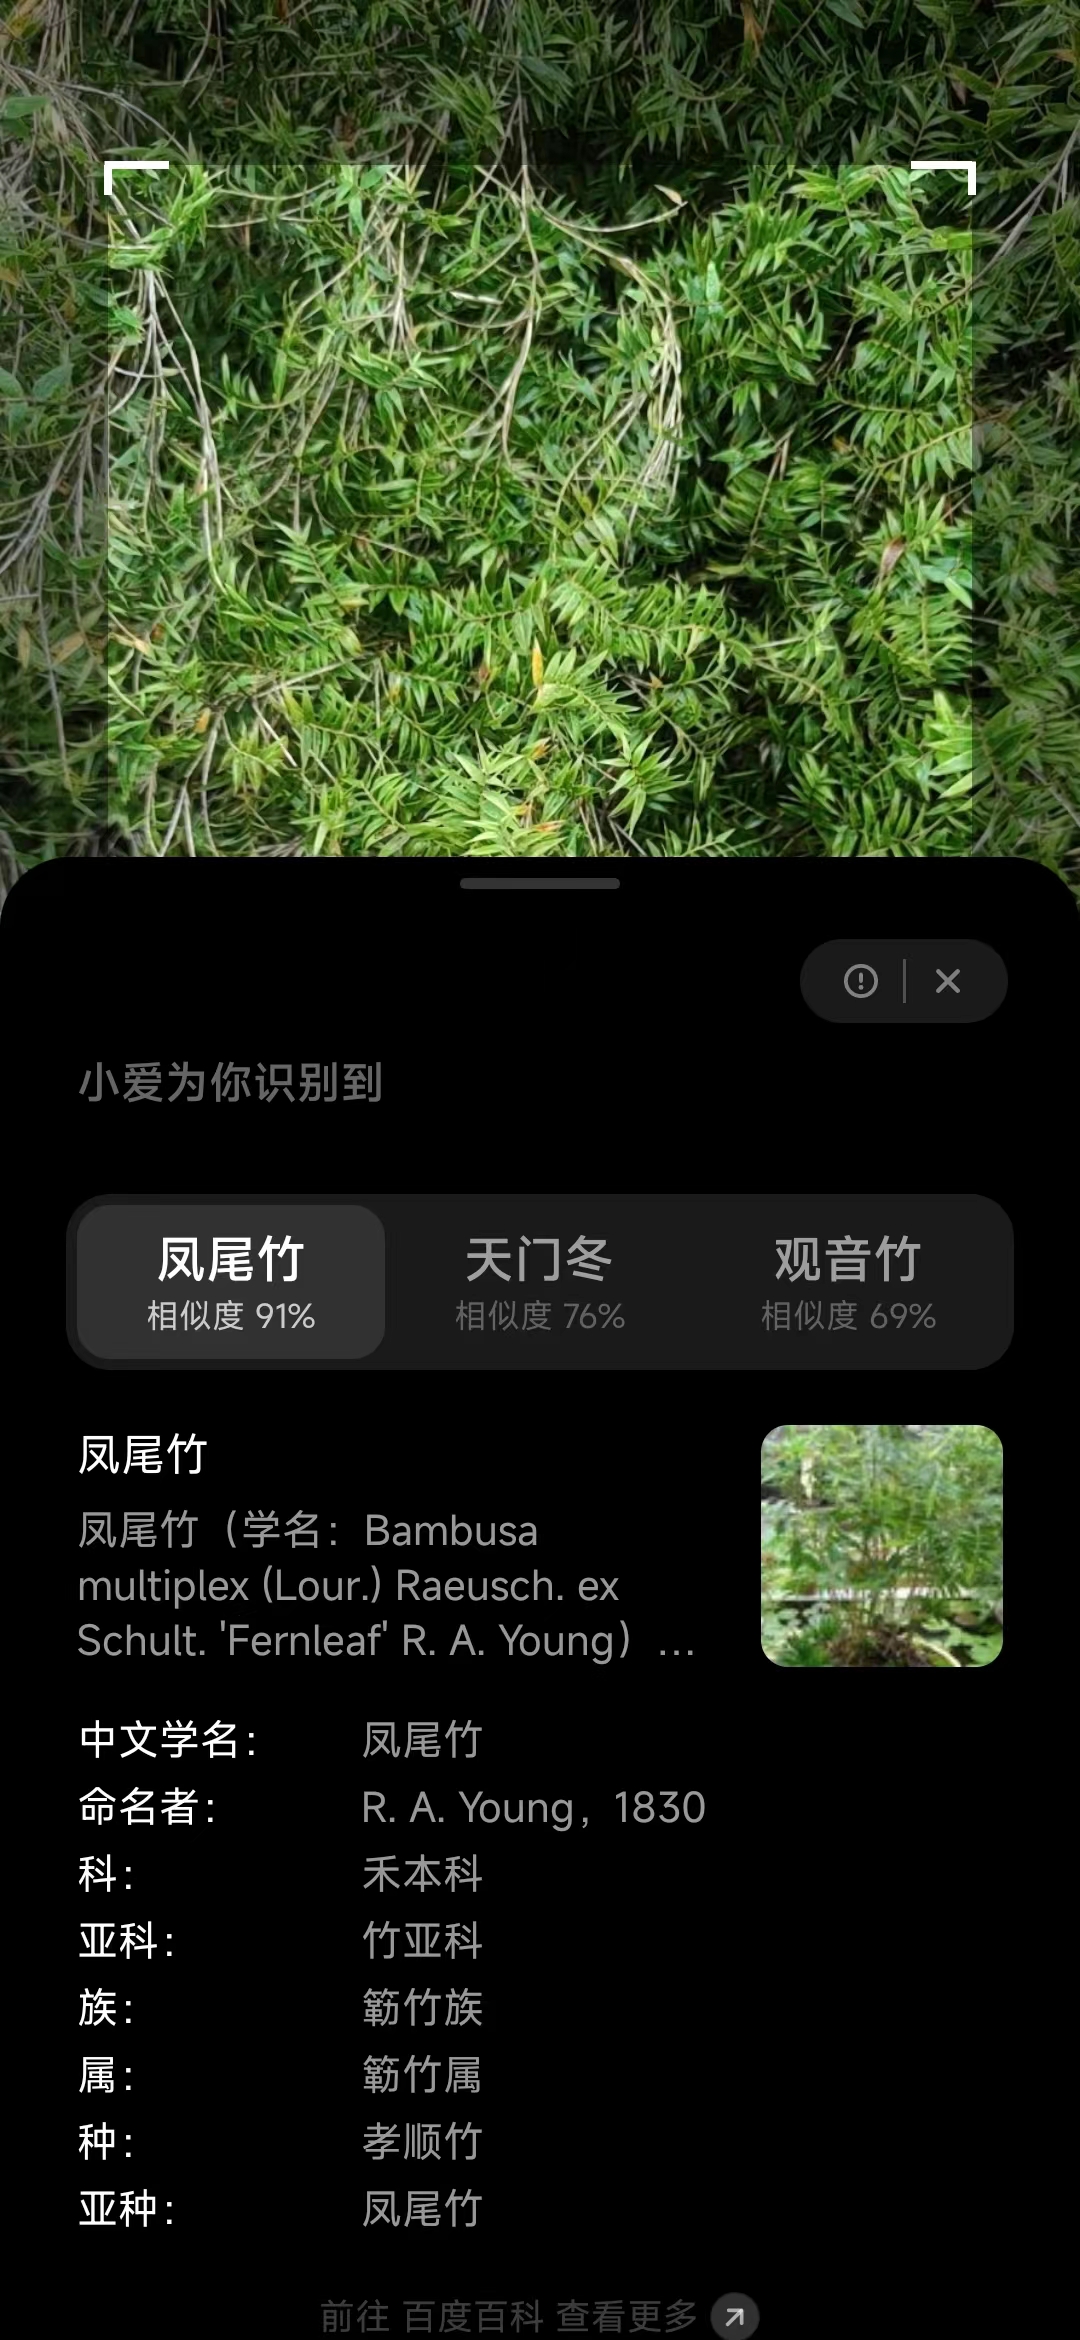 小爱为你识别到
凤尾竹
相似度 91%
天门冬
相似度 76%
观音竹
相似度 69%
凤尾竹
凤尾竹（学名：Bambusa
multiplex (Lour.) Raeusch. ex
Schult. 'Fernleaf' R. A. Young）...
中文学名： 凤尾竹
命名者： R. A. Young，1830
科： 禾本科
亚科： 竹亚科
族： 簕竹族
属： 簕竹属
种： 孝顺竹
亚种： 凤尾竹
前往 百度百科 查看更多